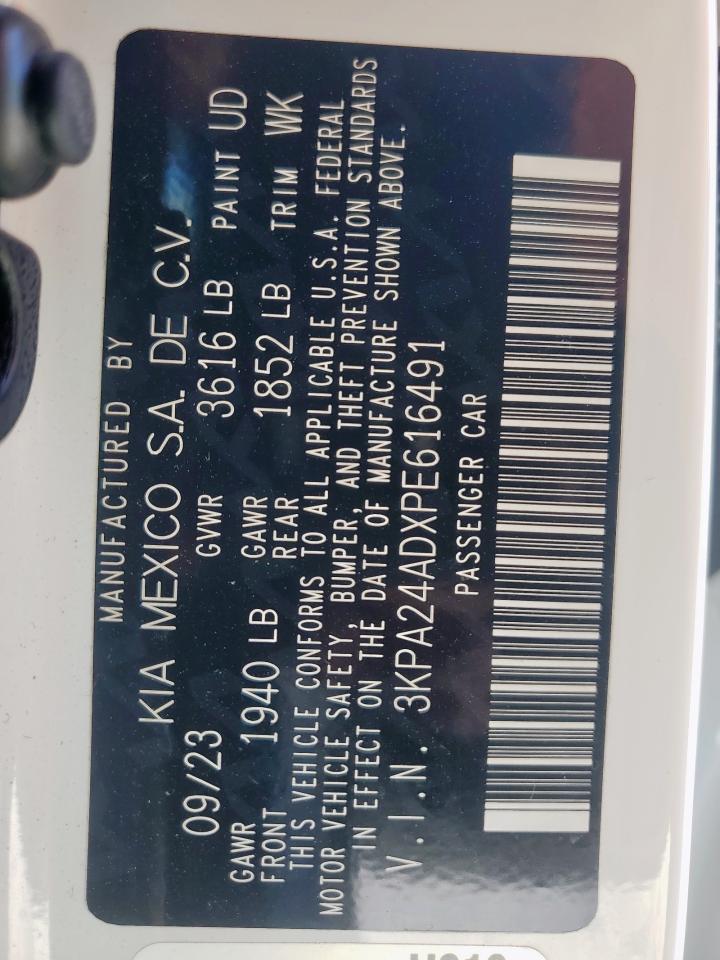 MANUFACTURED BY
KIA MEXICO S.A. DE C.V.
09/23 GVWR 3616 LB PAINT UD
GAWR FRONT 1940 LB GAWR REAR 1852 LB TRIM WK
THIS VEHICLE CONFORMS TO ALL APPLICABLE U.S.A. FEDERAL
MOTOR VEHICLE SAFETY, BUMPER, AND THEFT PREVENTION STANDARDS
IN EFFECT ON THE DATE OF MANUFACTURE SHOWN ABOVE.
V.I.N. 3KPA24ADXPE616491
PASSENGER CAR